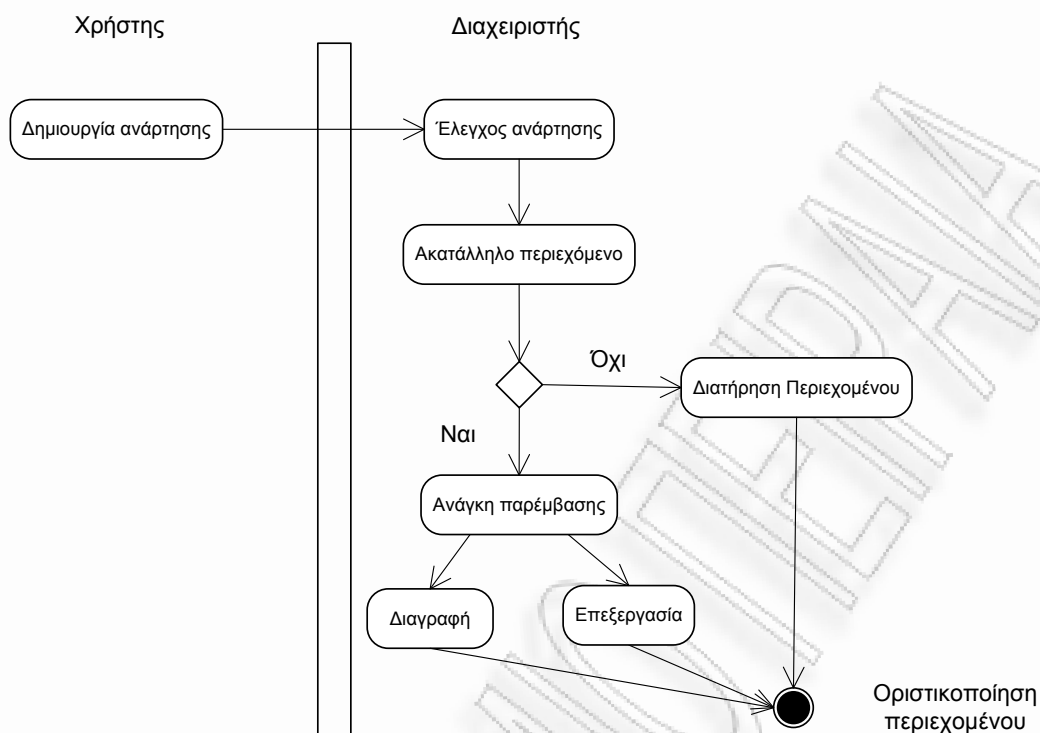 Χρήστης
Διαχειριστής
Δημιουργία ανάρτησης
Έλεγχος ανάρτησης
Ακατάλληλο περιεχόμενο
Όχι
Διατήρηση Περιεχομένου
Ναι
Ανάγκη παρέμβασης
Διαγραφή
Επεξεργασία
Οριστικοποίηση
περιεχομένου